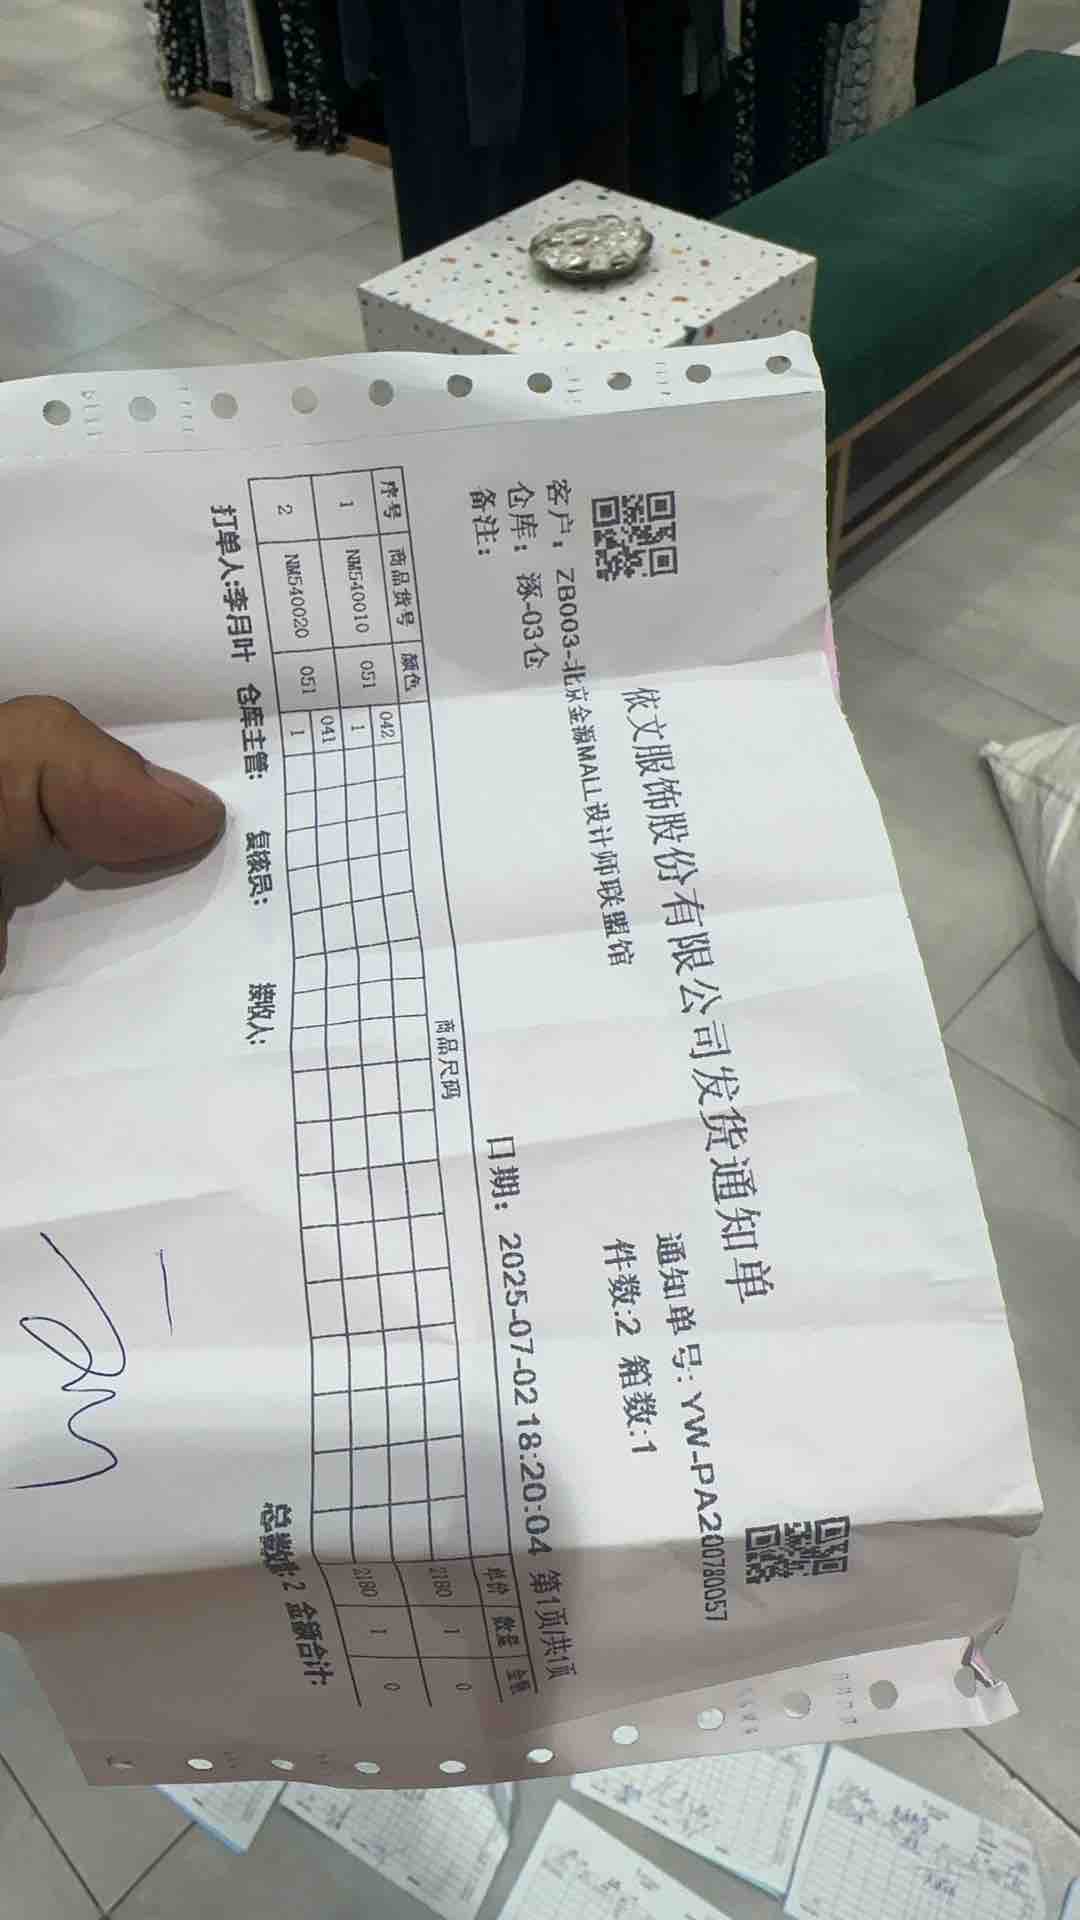 依文服饰股份有限公司发货通知单
通知单号: YW-PA20078057
客户: ZB003-北京金源MALL设计师联盟馆
件数:2 箱数:1
仓库: 涿-03仓
备注:
日期: 2025-07-02 18:20:04 第1页/共1页
序号 商品货号 颜色 商品尺码 单价 数量 金额
042
1 NM540010 051 1 2180 1 0
041
2 NM540020 051 1 2180 1 0
打单人:李月叶 仓库主管: 复核员: 接收人: 总数量:2 金额合计: